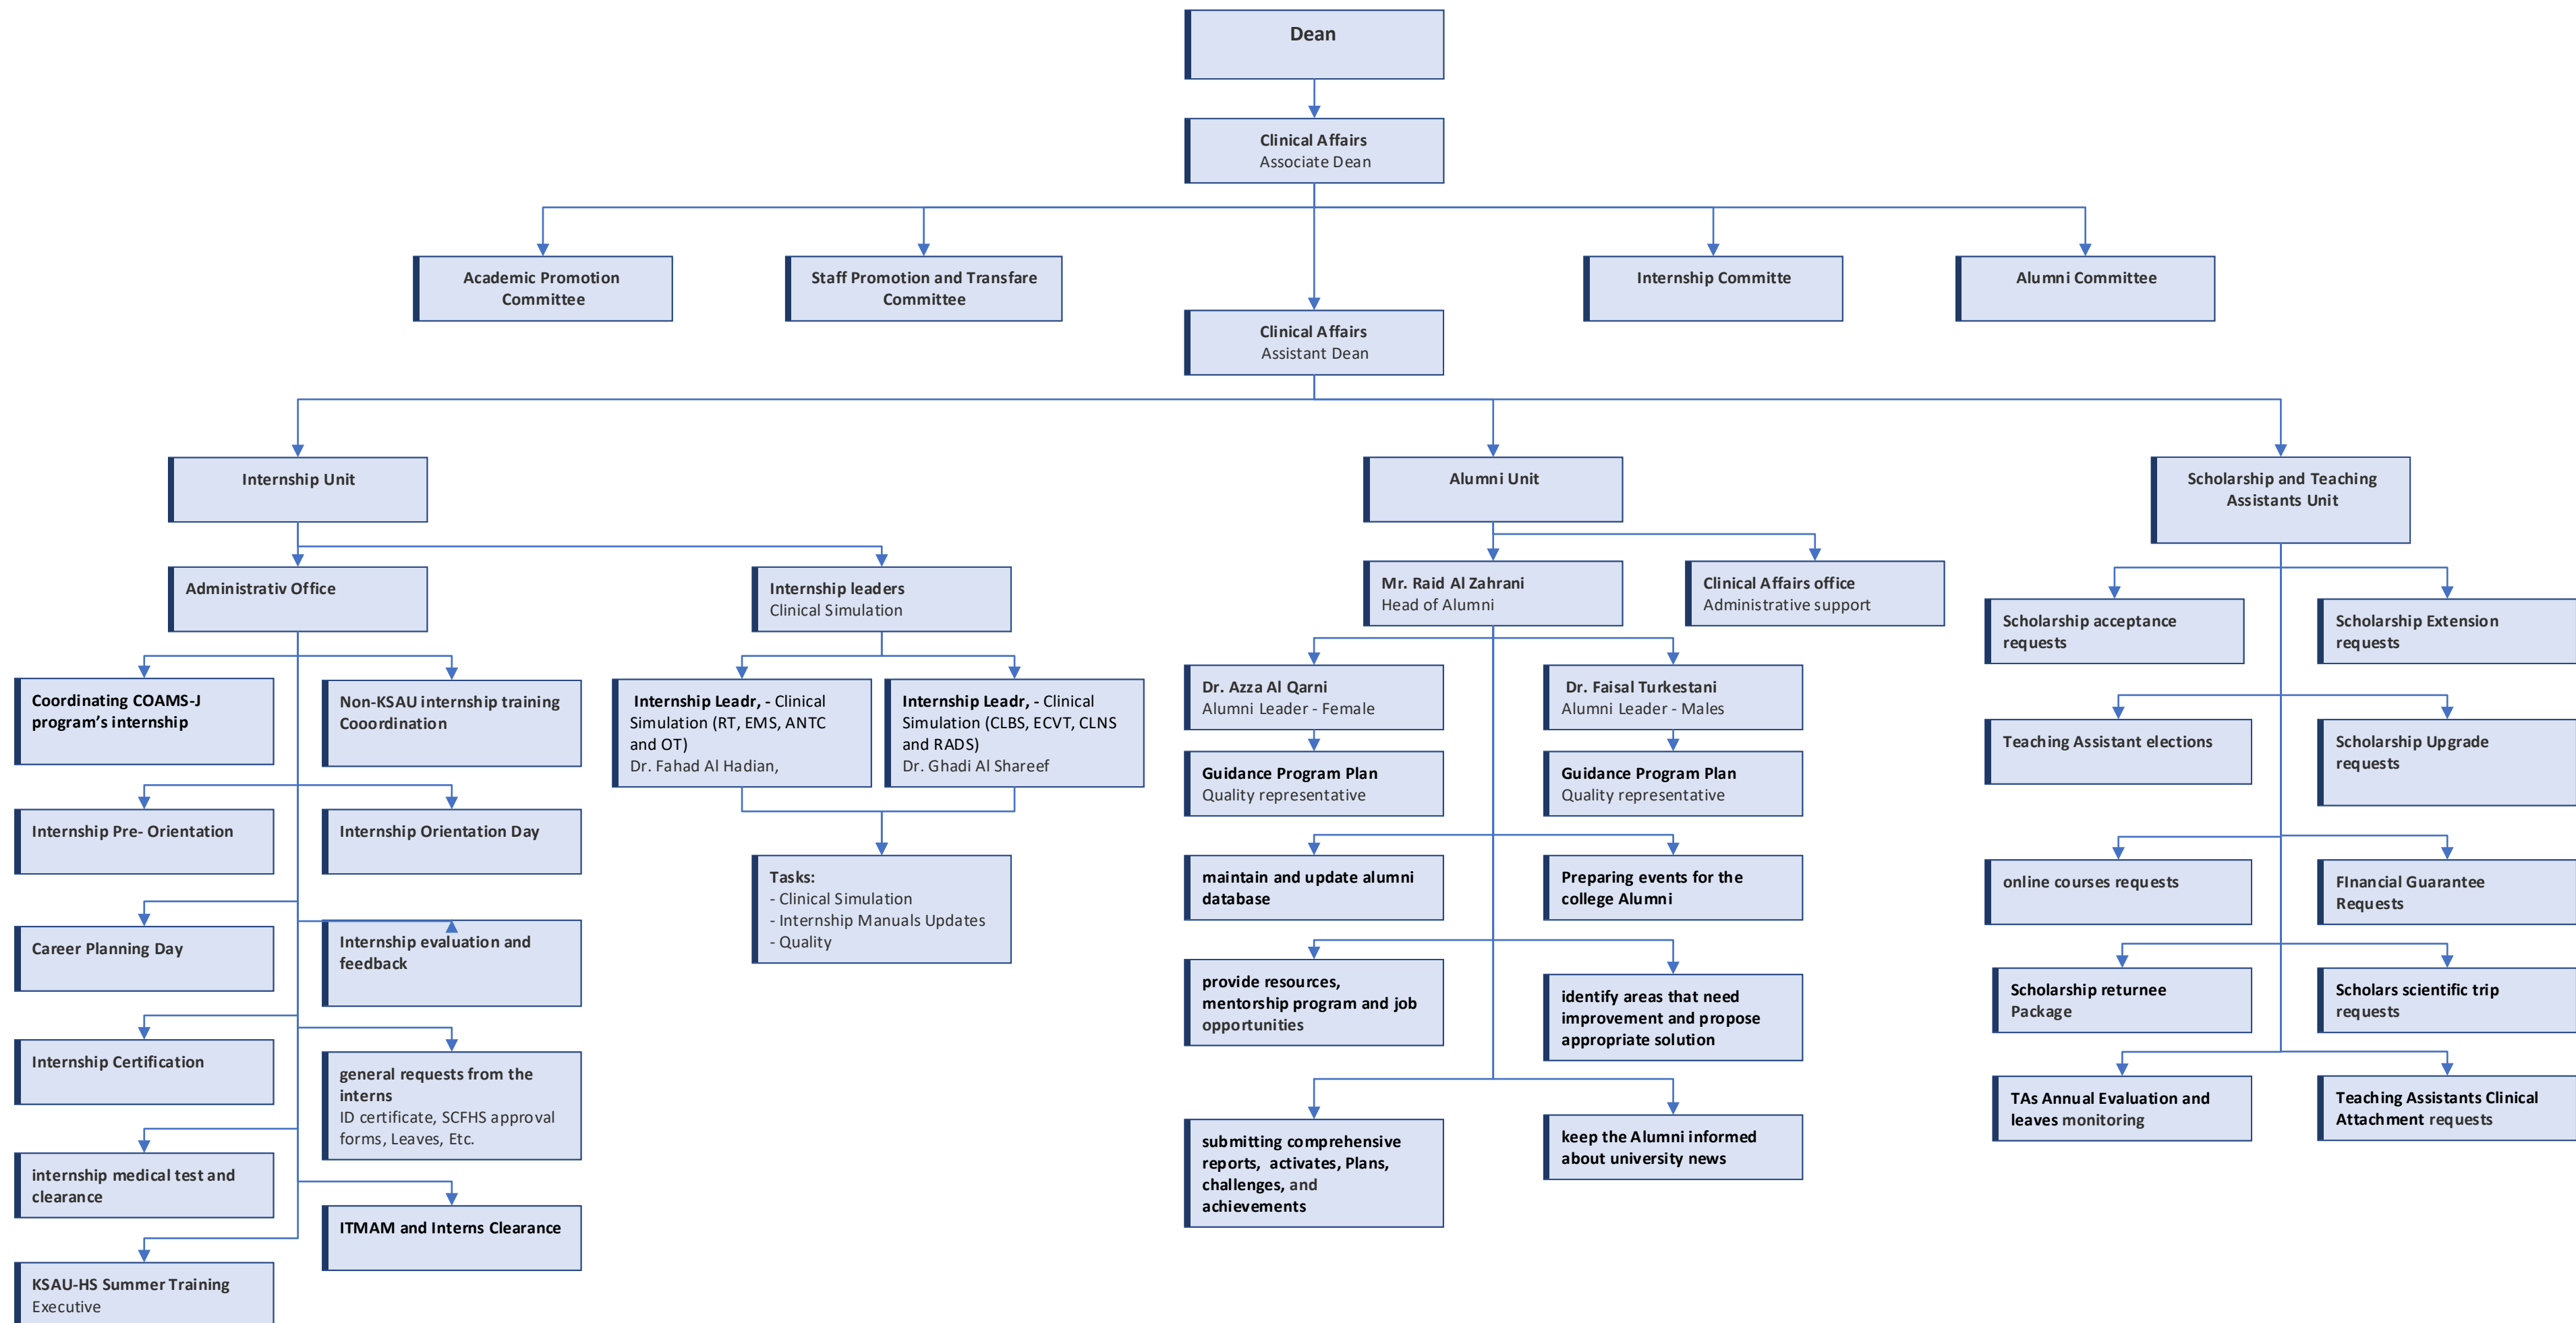 Dean
Clinical Affairs
Associate Dean
Academic Promotion
Committee
Staff Promotion and Transfare
Committee
Internship Committe
Alumni Committee
Clinical Affairs
Assistant Dean
Internship Unit
Alumni Unit
Scholarship and Teaching
Assistants Unit
Administrativ Office
Internship leaders
Clinical Simulation
Mr. Raid Al Zahrani
Head of Alumni
Clinical Affairs office
Administrative support
Scholarship acceptance
requests
Scholarship Extension
requests
Coordinating COAMS-J
program’s internship
Non-KSAU internship training
Cooordination
Internship Leadr, - Clinical
Simulation (RT, EMS, ANTC
and OT)
Dr. Fahad Al Hadian,
Internship Leadr, - Clinical
Simulation (CLBS, ECVT, CLNS
and RADS)
Dr. Ghadi Al Shareef
Dr. Azza Al Qarni
Alumni Leader - Female
Dr. Faisal Turkestani
Alumni Leader - Males
Teaching Assistant elections
Scholarship Upgrade
requests
Guidance Program Plan
Quality representative
Guidance Program Plan
Quality representative
Internship Pre- Orientation
Internship Orientation Day
Tasks:
- Clinical Simulation
- Internship Manuals Updates
- Quality
maintain and update alumni
database
Preparing events for the
college Alumni
online courses requests
FInancial Guarantee
Requests
Career Planning Day
Internship evaluation and
feedback
provide resources,
mentorship program and job
opportunities
identify areas that need
improvement and propose
appropriate solution
Scholarship returnee
Package
Scholars scientific trip
requests
Internship Certification
general requests from the
interns
ID certificate, SCFHS approval
forms, Leaves, Etc.
submitting comprehensive
reports,  activates, Plans,
challenges, and
achievements
keep the Alumni informed
about university news
TAs Annual Evaluation and
leaves monitoring
Teaching Assistants Clinical
Attachment requests
internship medical test and
clearance
ITMAM and Interns Clearance
KSAU-HS Summer Training
Executive